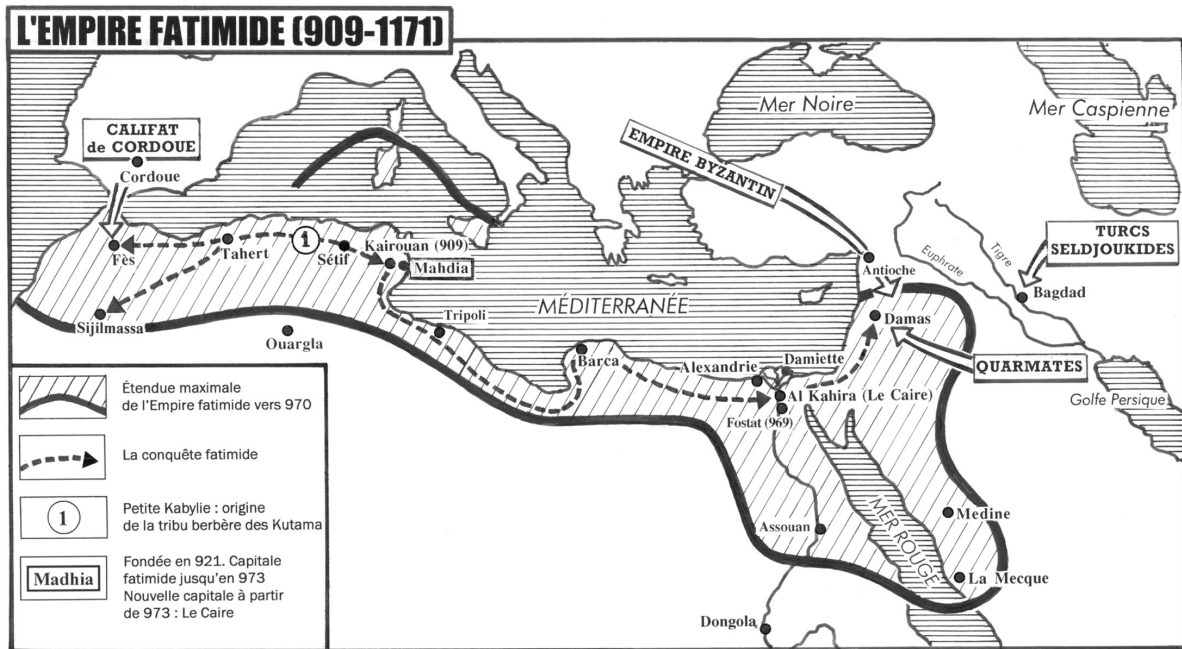 L'EMPIRE FATIMIDE (909-1171)
Mer Noire
Mer Caspienne
CALIFAT
de CORDOUE
Cordoue
EMPIRE BYZANTIN
TURCS
SELDJOUKIDES
Tigre
Euphrate
Bagdad
Antioche
Fès
Tahert
1
Sétif
Kairouan (909)
Mahdia
MÉDITERRANÉE
Damas
Sijilmassa
Ouargla
Tripoli
Barca
Alexandrie
Damiette
QUARMATES
Al Kahira (Le Caire)
Fostat (969)
Golfe Persique
Assouan
MER ROUGE
Medine
La Mecque
Dongola
Étendue maximale
de l'Empire fatimide vers 970
La conquête fatimide
1
Petite Kabylie : origine
de la tribu berbère des Kutama
Madhia
Fondée en 921. Capitale
fatimide jusqu'en 973
Nouvelle capitale à partir
de 973 : Le Caire